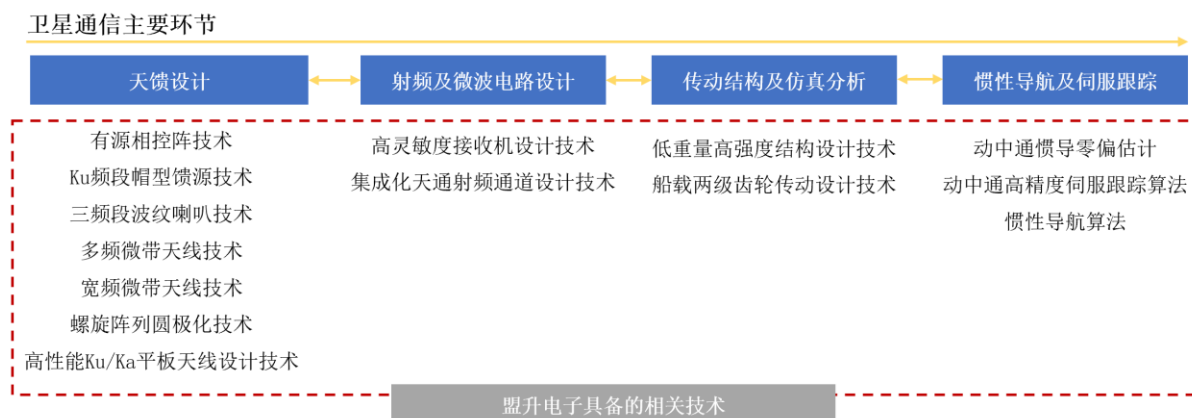 卫星通信主要环节
天馈设计
射频及微波电路设计
传动结构及仿真分析
惯性导航及伺服跟踪
有源相控阵技术
Ku频段帽型馈源技术
三频段波纹喇叭技术
多频微带天线技术
宽频微带天线技术
螺旋阵列圆极化技术
高性能Ku/Ka平板天线设计技术
高灵敏度接收机设计技术
集成化天通射频通道设计技术
低重量高强度结构设计技术
船载两级齿轮传动设计技术
动中通惯导零偏估计
动中通高精度伺服跟踪算法
惯性导航算法
盟升电子具备的相关技术